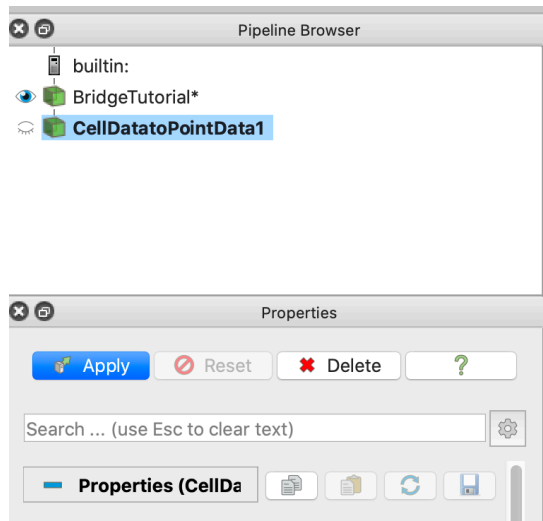 Pipeline Browser
builtin:
BridgeTutorial*
CellDatatoPointData1
Properties
Apply Reset Delete ?
Search ... (use Esc to clear text)
Properties (CellDa